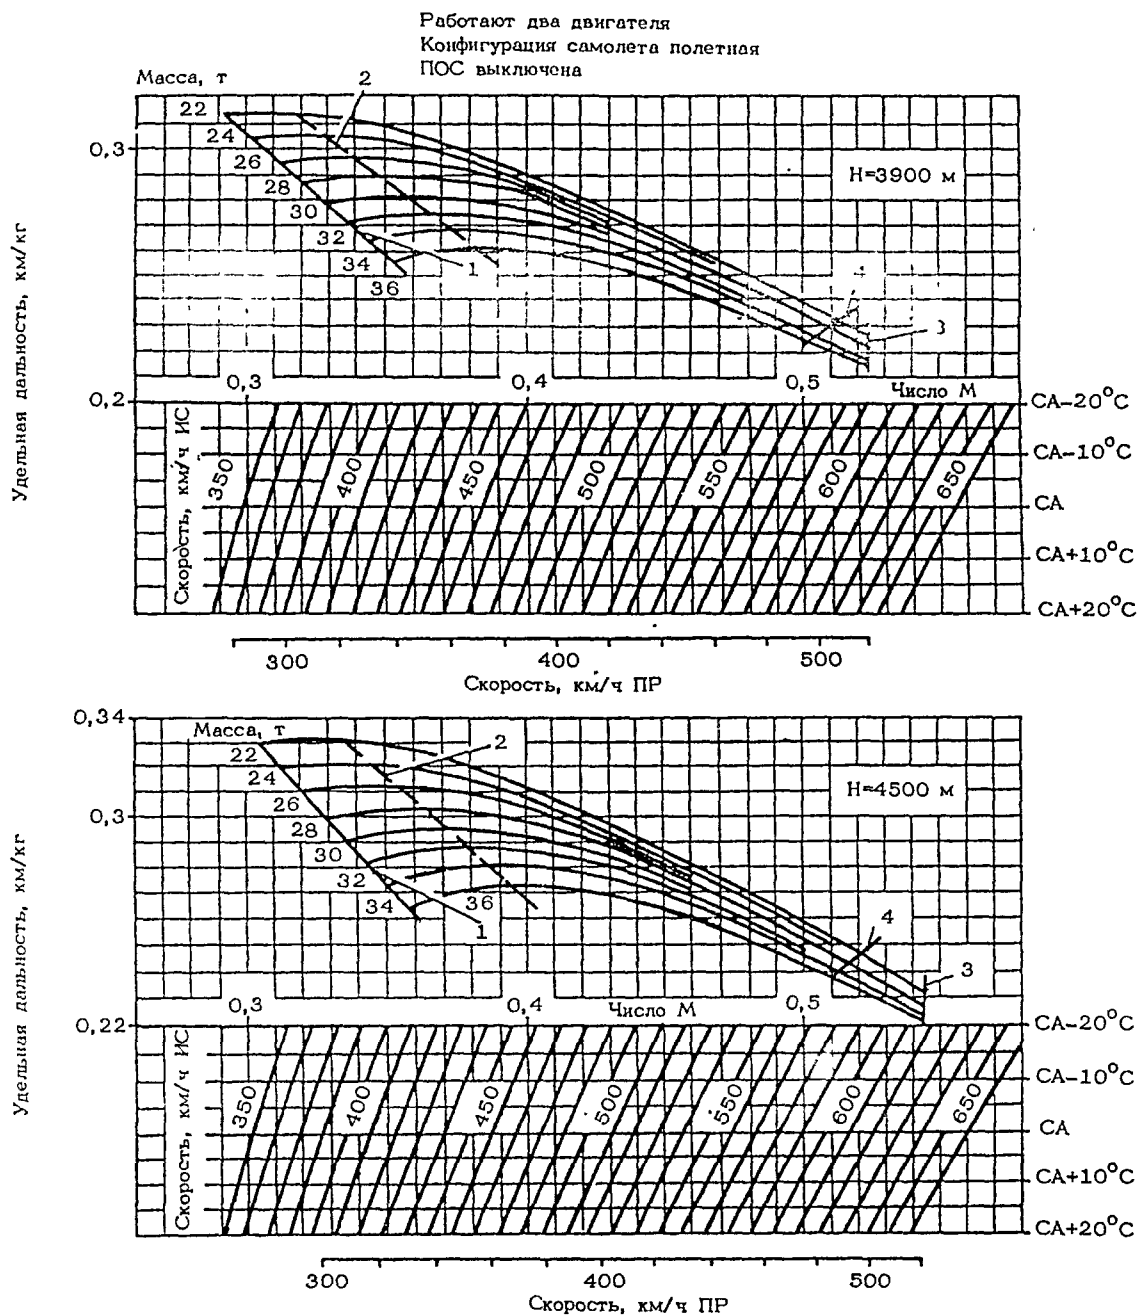 Работают два двигателя
Конфигурация самолета полетная
ПОС выключена
Масса, т
2
22
24
26
28
30
32
34
36
1
4
3
H=3900 м
0,3
0,2
Удельная дальность, км/кг
0,3
0,4
0,5
Число М
СА-20°С
СА-10°С
СА
СА+10°С
СА+20°С
Скорость, км/ч ИС
350
400
450
500
550
600
650
300
400
500
Скорость, км/ч ПР
0,34
0,3
0,22
Удельная дальность, км/кг
Масса, т
2
22
24
26
28
30
32
34
36
1
4
3
H=4500 м
0,3
0,4
Число М
0,5
СА-20°С
СА-10°С
СА
СА+10°С
СА+20°С
Скорость, км/ч ИС
350
400
450
500
550
600
650
300
400
500
Скорость, км/ч ПР